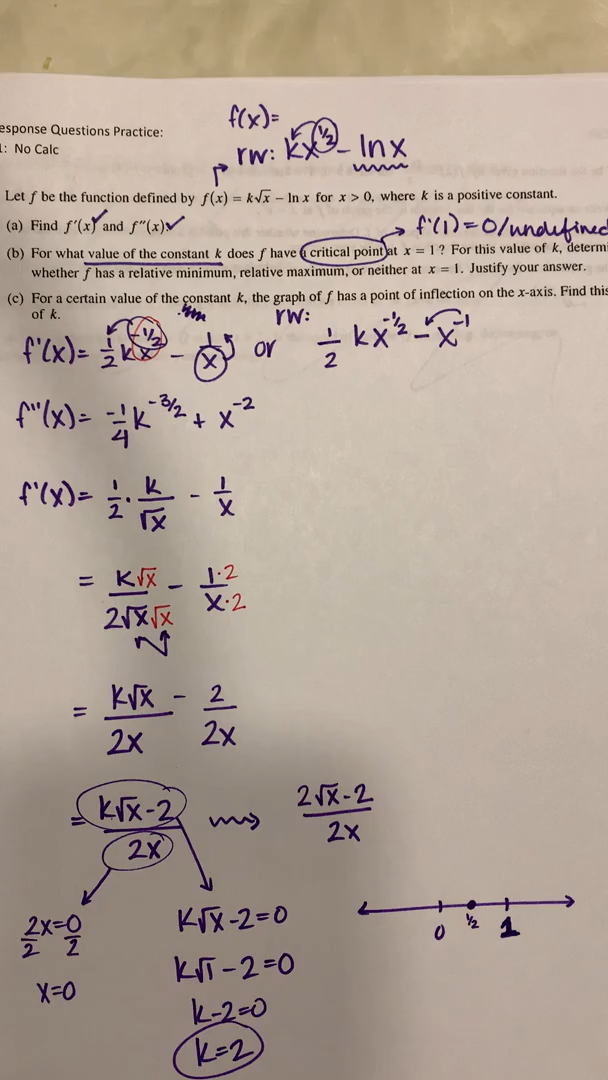 f(x)=
esponse Questions Practice:
rw: kx^1/2 - ln x
: No Calc
Let f be the function defined by f(x) = k√x − ln x for x > 0, where k is a positive constant.
(a) Find f′(x) and f″(x)
f'(1)=0/undefined
(b) For what value of the constant k does f have a critical point at x = 1? For this value of k, determ
whether f has a relative minimum, relative maximum, or neither at x = 1. Justify your answer.
(c) For a certain value of the constant k, the graph of f has a point of inflection on the x-axis. Find this
of k.
rw:
f'(x)= 1/2 kx^-1/2 - 1/x or 1/2 kx^-1/2 - x^-1
f"(x)= -1/4 k^-3/2 + x^-2
f'(x)= 1/2 · k/√x - 1/x
= k√x/2√x√x - 1·2/x·2
= k√x/2x - 2/2x
= k√x-2/2x 2√x-2/2x
2x=0 k√x-2=0
2 2 0 1/2 1
k√1-2=0
x=0
k-2=0
k=2